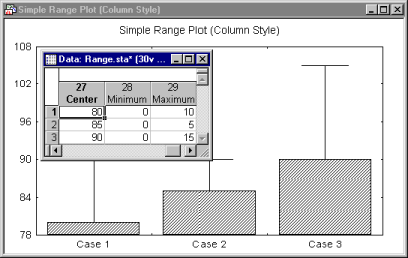 Simple Range Plot (Column Style)
Simple Range Plot (Column Style)
108
102
96
90
84
78
Data: Range.sta* (30v ...
27 28 29
Center Minimum Maximum
1 80 0 10
2 85 0 5
3 90 0 15
Case 1 Case 2 Case 3